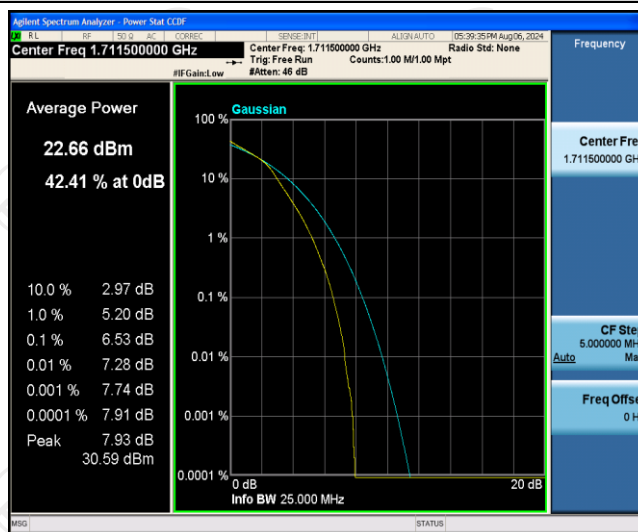 Agilent Spectrum Analyzer - Power Stat CCDF
RL RF 50 Ω AC CORREC SENSE:INT ALIGNAUTO 05:39:35PM Aug06, 2024
Center Freq 1.711500000 GHz
Center Freq: 1.711500000 GHz Radio Std: None
Trig: Free Run Counts:1.00 M/1.00 Mpt
#IFGain:Low #Atten: 46 dB
Average Power
22.66 dBm
42.41 % at 0dB
10.0 % 2.97 dB
1.0 % 5.20 dB
0.1 % 6.53 dB
0.01 % 7.28 dB
0.001 % 7.74 dB
0.0001 % 7.91 dB
Peak 7.93 dB
30.59 dBm
Gaussian
100 %
10 %
1 %
0.1 %
0.01 %
0.001 %
0.0001 %
0 dB 20 dB
Info BW 25.000 MHz
Frequency
Center Fre
1.711500000 GH
CF Ste
5.000000 MH
Auto Ma
Freq Offse
0 H
MSG STATUS